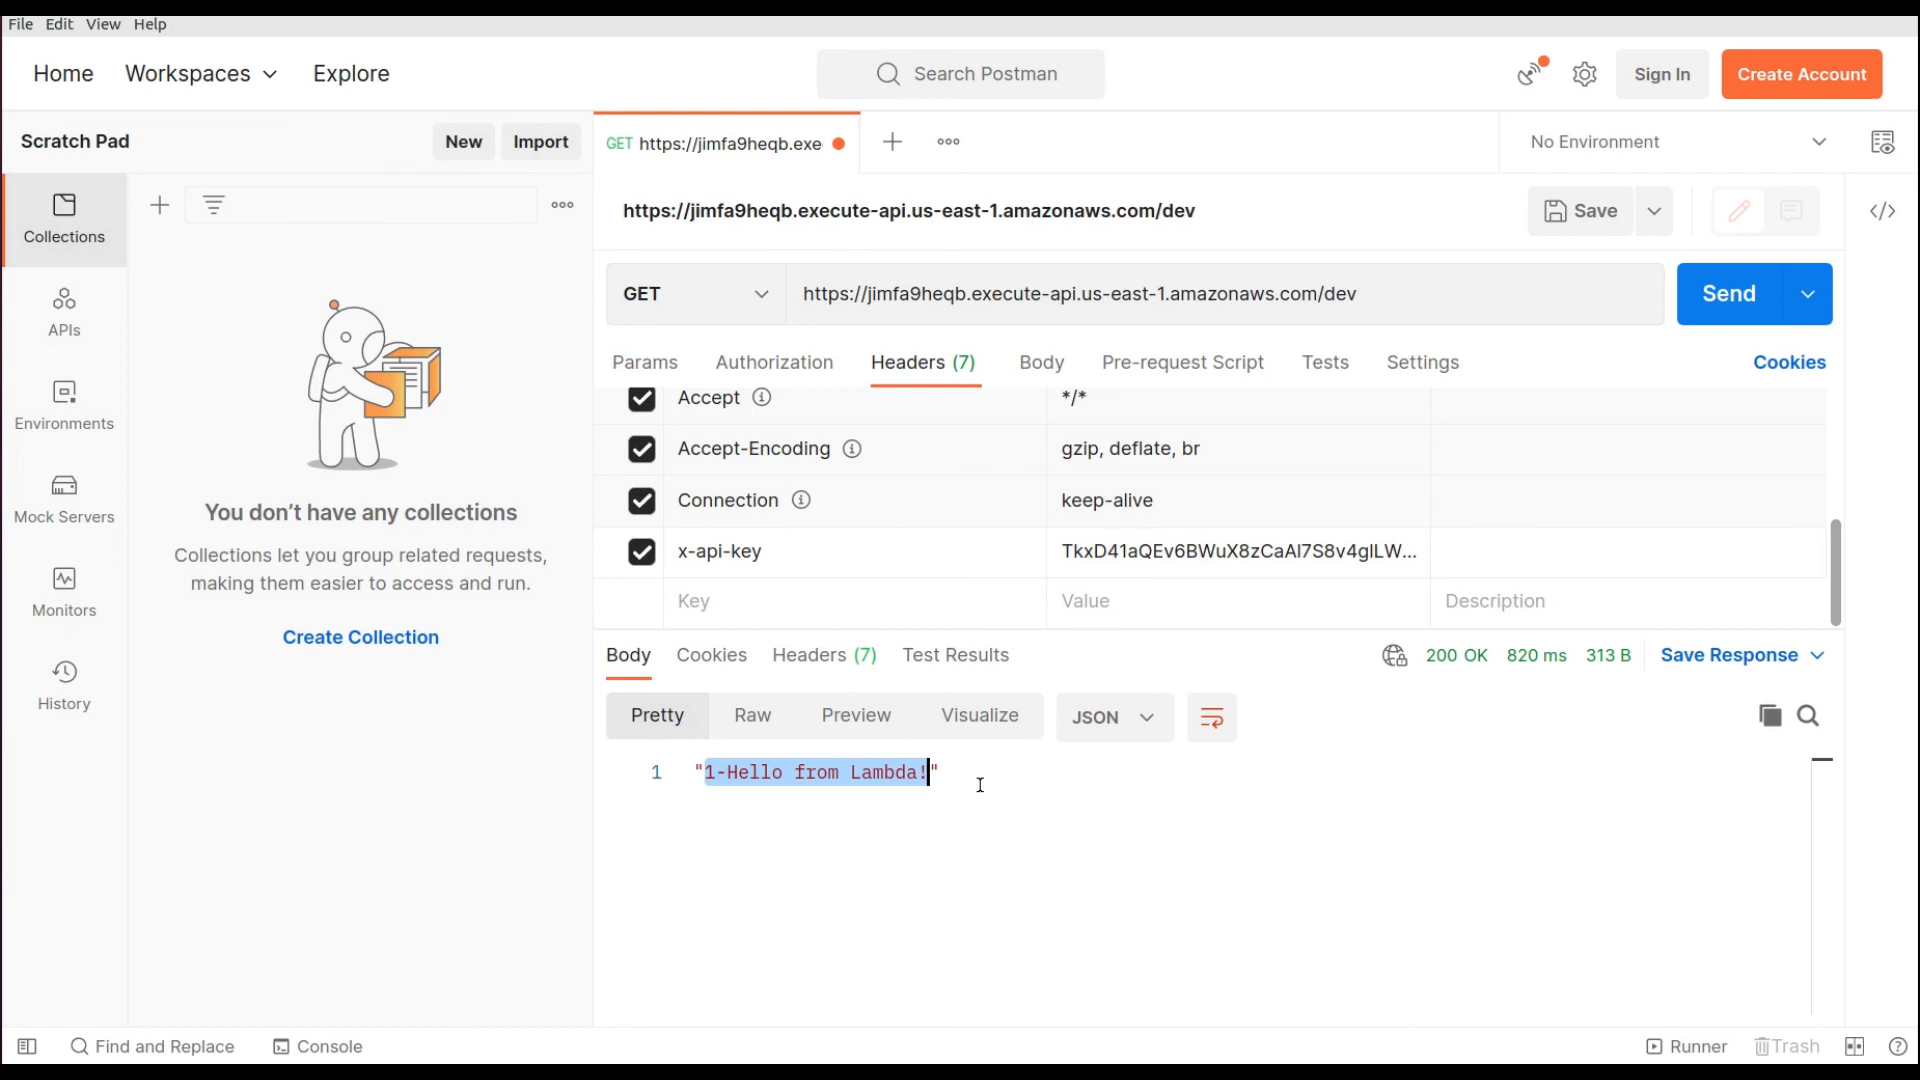 File Edit View Help
Home Workspaces Explore
Search Postman
Sign In
Create Account
Scratch Pad
New
Import
GET https://jimfa9heqb.exe
No Environment
Collections
APIs
Environments
Mock Servers
Monitors
History
You don’t have any collections
Collections let you group related requests,
making them easier to access and run.
Create Collection
https://jimfa9heqb.execute-api.us-east-1.amazonaws.com/dev
Save
GET
https://jimfa9heqb.execute-api.us-east-1.amazonaws.com/dev
Send
Params Authorization Headers (7) Body Pre-request Script Tests Settings
Cookies
Accept */*
Accept-Encoding gzip, deflate, br
Connection keep-alive
x-api-key TkxD41aQEv6BWuX8zCaAl7S8v4glLW...
Key Value Description
Body Cookies Headers (7) Test Results
200 OK 820 ms 313 B Save Response
Pretty Raw Preview Visualize JSON
1 "1-Hello from Lambda!"
Find and Replace Console
Runner Trash